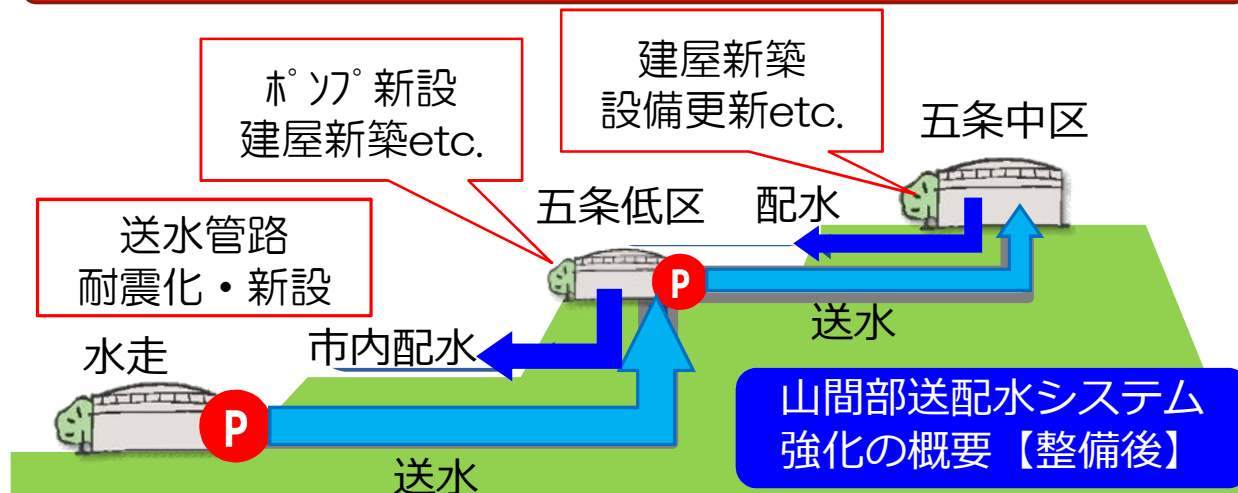 ﾎﾟﾝﾌﾟ新設
建屋新築etc.
建屋新築
設備更新etc.
五条中区
送水管路
耐震化・新設
五条低区
配水
P
送水
市内配水
水走
P
送水
山間部送配水システム
強化の概要【整備後】